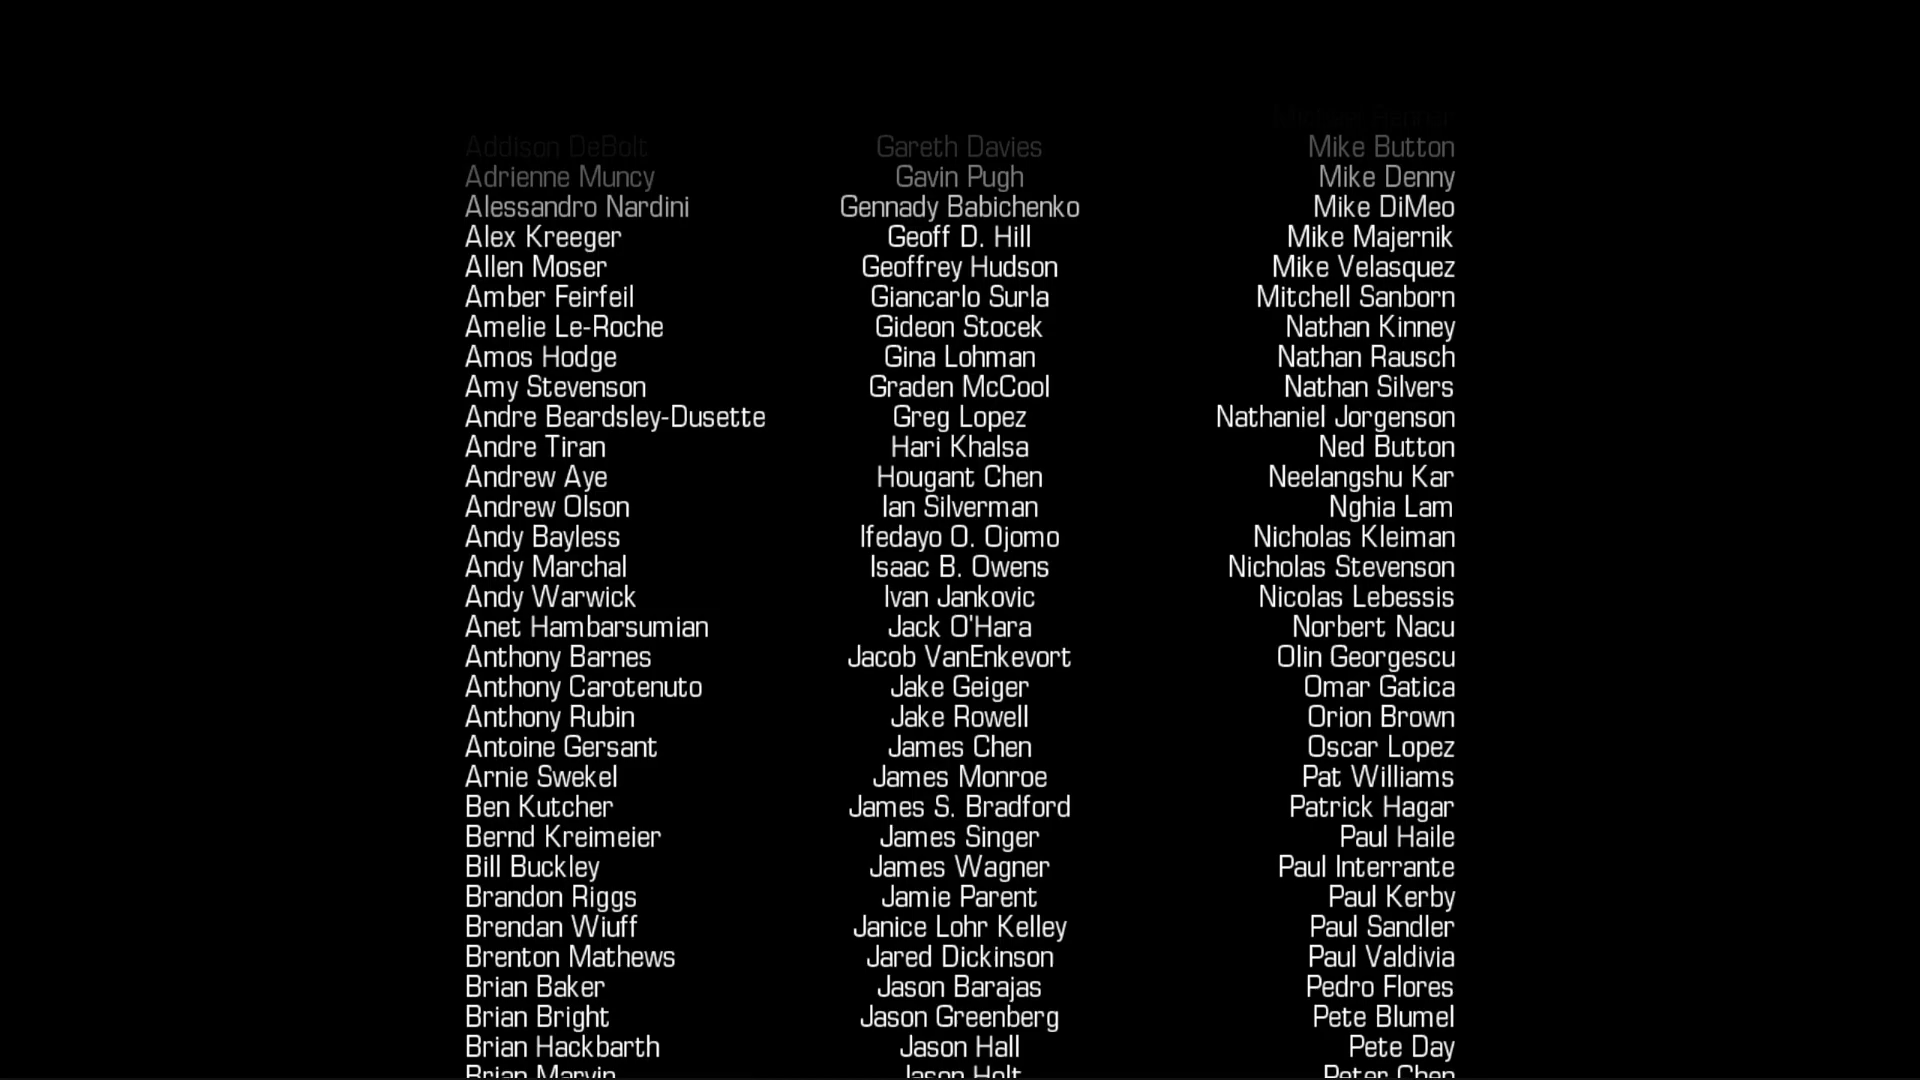 Addison DeBolt
Adrienne Muncy
Alessandro Nardini
Alex Kreeger
Allen Moser
Amber Feirfeil
Amelie Le-Roche
Amos Hodge
Amy Stevenson
Andre Beardsley-Dusette
Andre Tiran
Andrew Aye
Andrew Olson
Andy Bayless
Andy Marchal
Andy Warwick
Anet Hambarsumian
Anthony Barnes
Anthony Carotenuto
Anthony Rubin
Antoine Gersant
Arnie Swekel
Ben Kutcher
Bernd Kreimeier
Bill Buckley
Brandon Riggs
Brendan Wiuff
Brenton Mathews
Brian Baker
Brian Bright
Brian Hackbarth
Brian Marvin
Gareth Davies
Gavin Pugh
Gennady Babichenko
Geoff D. Hill
Geoffrey Hudson
Giancarlo Surla
Gideon Stocek
Gina Lohman
Graden McCool
Greg Lopez
Hari Khalsa
Hougant Chen
Ian Silverman
Ifedayo O. Ojomo
Isaac B. Owens
Ivan Jankovic
Jack O'Hara
Jacob VanEnkevort
Jake Geiger
Jake Rowell
James Chen
James Monroe
James S. Bradford
James Singer
James Wagner
Jamie Parent
Janice Lohr Kelley
Jared Dickinson
Jason Barajas
Jason Greenberg
Jason Hall
Jason Holt
Mike Button
Mike Denny
Mike DiMeo
Mike Majernik
Mike Velasquez
Mitchell Sanborn
Nathan Kinney
Nathan Rausch
Nathan Silvers
Nathaniel Jorgenson
Ned Button
Neelangshu Kar
Nghia Lam
Nicholas Kleiman
Nicholas Stevenson
Nicolas Lebessis
Norbert Nacu
Olin Georgescu
Omar Gatica
Orion Brown
Oscar Lopez
Pat Williams
Patrick Hagar
Paul Haile
Paul Interrante
Paul Kerby
Paul Sandler
Paul Valdivia
Pedro Flores
Pete Blumel
Pete Day
Peter Chen